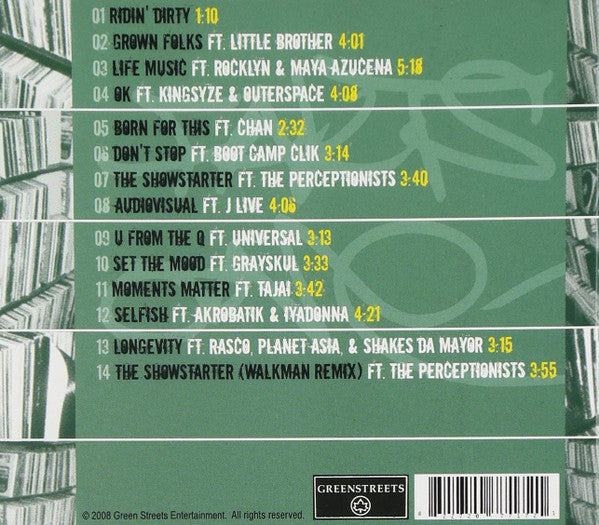 01 RIDIN' DIRTY 1:10
02 GROWN FOLKS FT. LITTLE BROTHER 4:01
03 LIFE MUSIC FT. ROCKLYN & MAYA AZUCENA 5:18
04 OK FT. KINGSYZE & OUTERSPACE 4:08
05 BORN FOR THIS FT. CHAN 2:32
06 DON'T STOP FT. BOOT CAMP CLIK 3:14
07 THE SHOWSTARTER FT. THE PERCEPTIONISTS 3:40
08 AUDIOVISUAL FT. J LIVE 4:06
09 U FROM THE Q FT. UNIVERSAL 3:13
10 SET THE MOOD FT. GRAYSKUL 3:33
11 MOMENTS MATTER FT. TAJAI 3:42
12 SELFISH FT. AKROBATIK & IYADONNA 4:21
13 LONGEVITY FT. RASCO, PLANET ASIA, & SHAKES DA MAYOR 3:15
14 THE SHOWSTARTER (WALKMAN REMIX) FT. THE PERCEPTIONISTS 3:55
GREENSTREETS
© 2008 Green Streets Entertainment. All rights reserved.